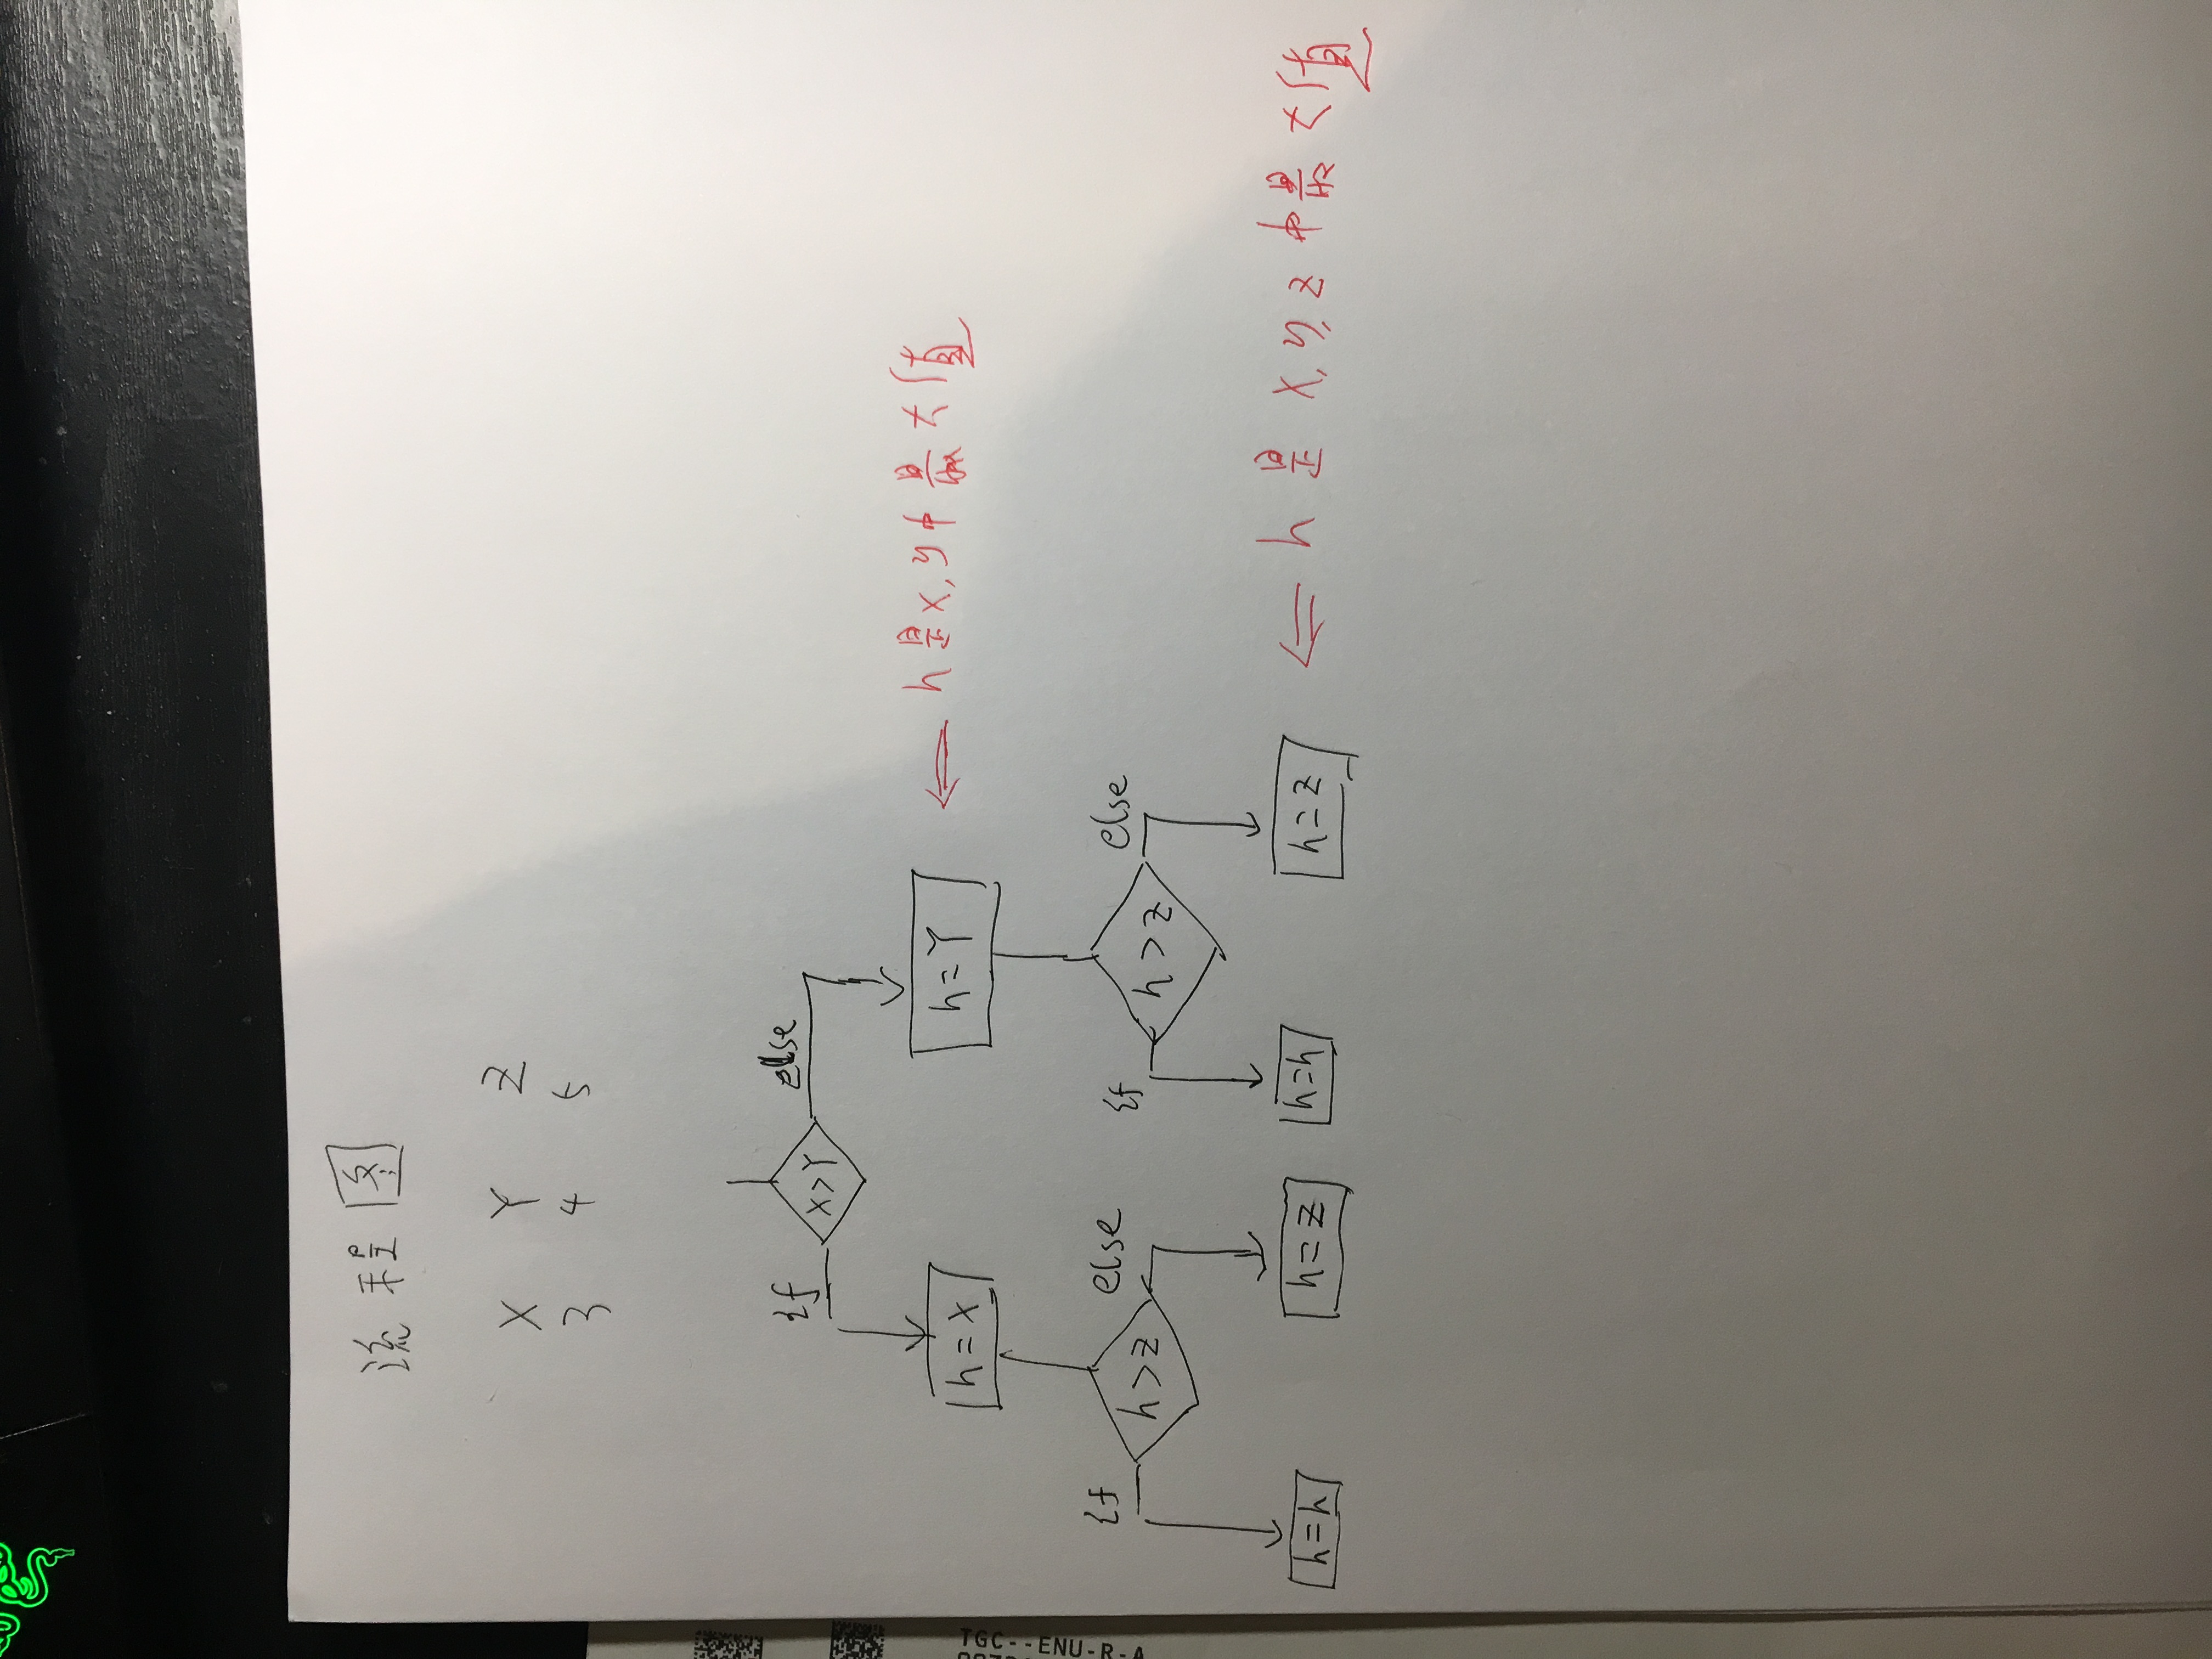 流程图
X Y Z
3 4 5
if X>Y else
h=X h=Y ⇐ h是x,y中最大值
if h>z else if h>z else
h=h h=z h=h h=z ⇐ h是x,y,z中最大值
TGC--ENU-R-A